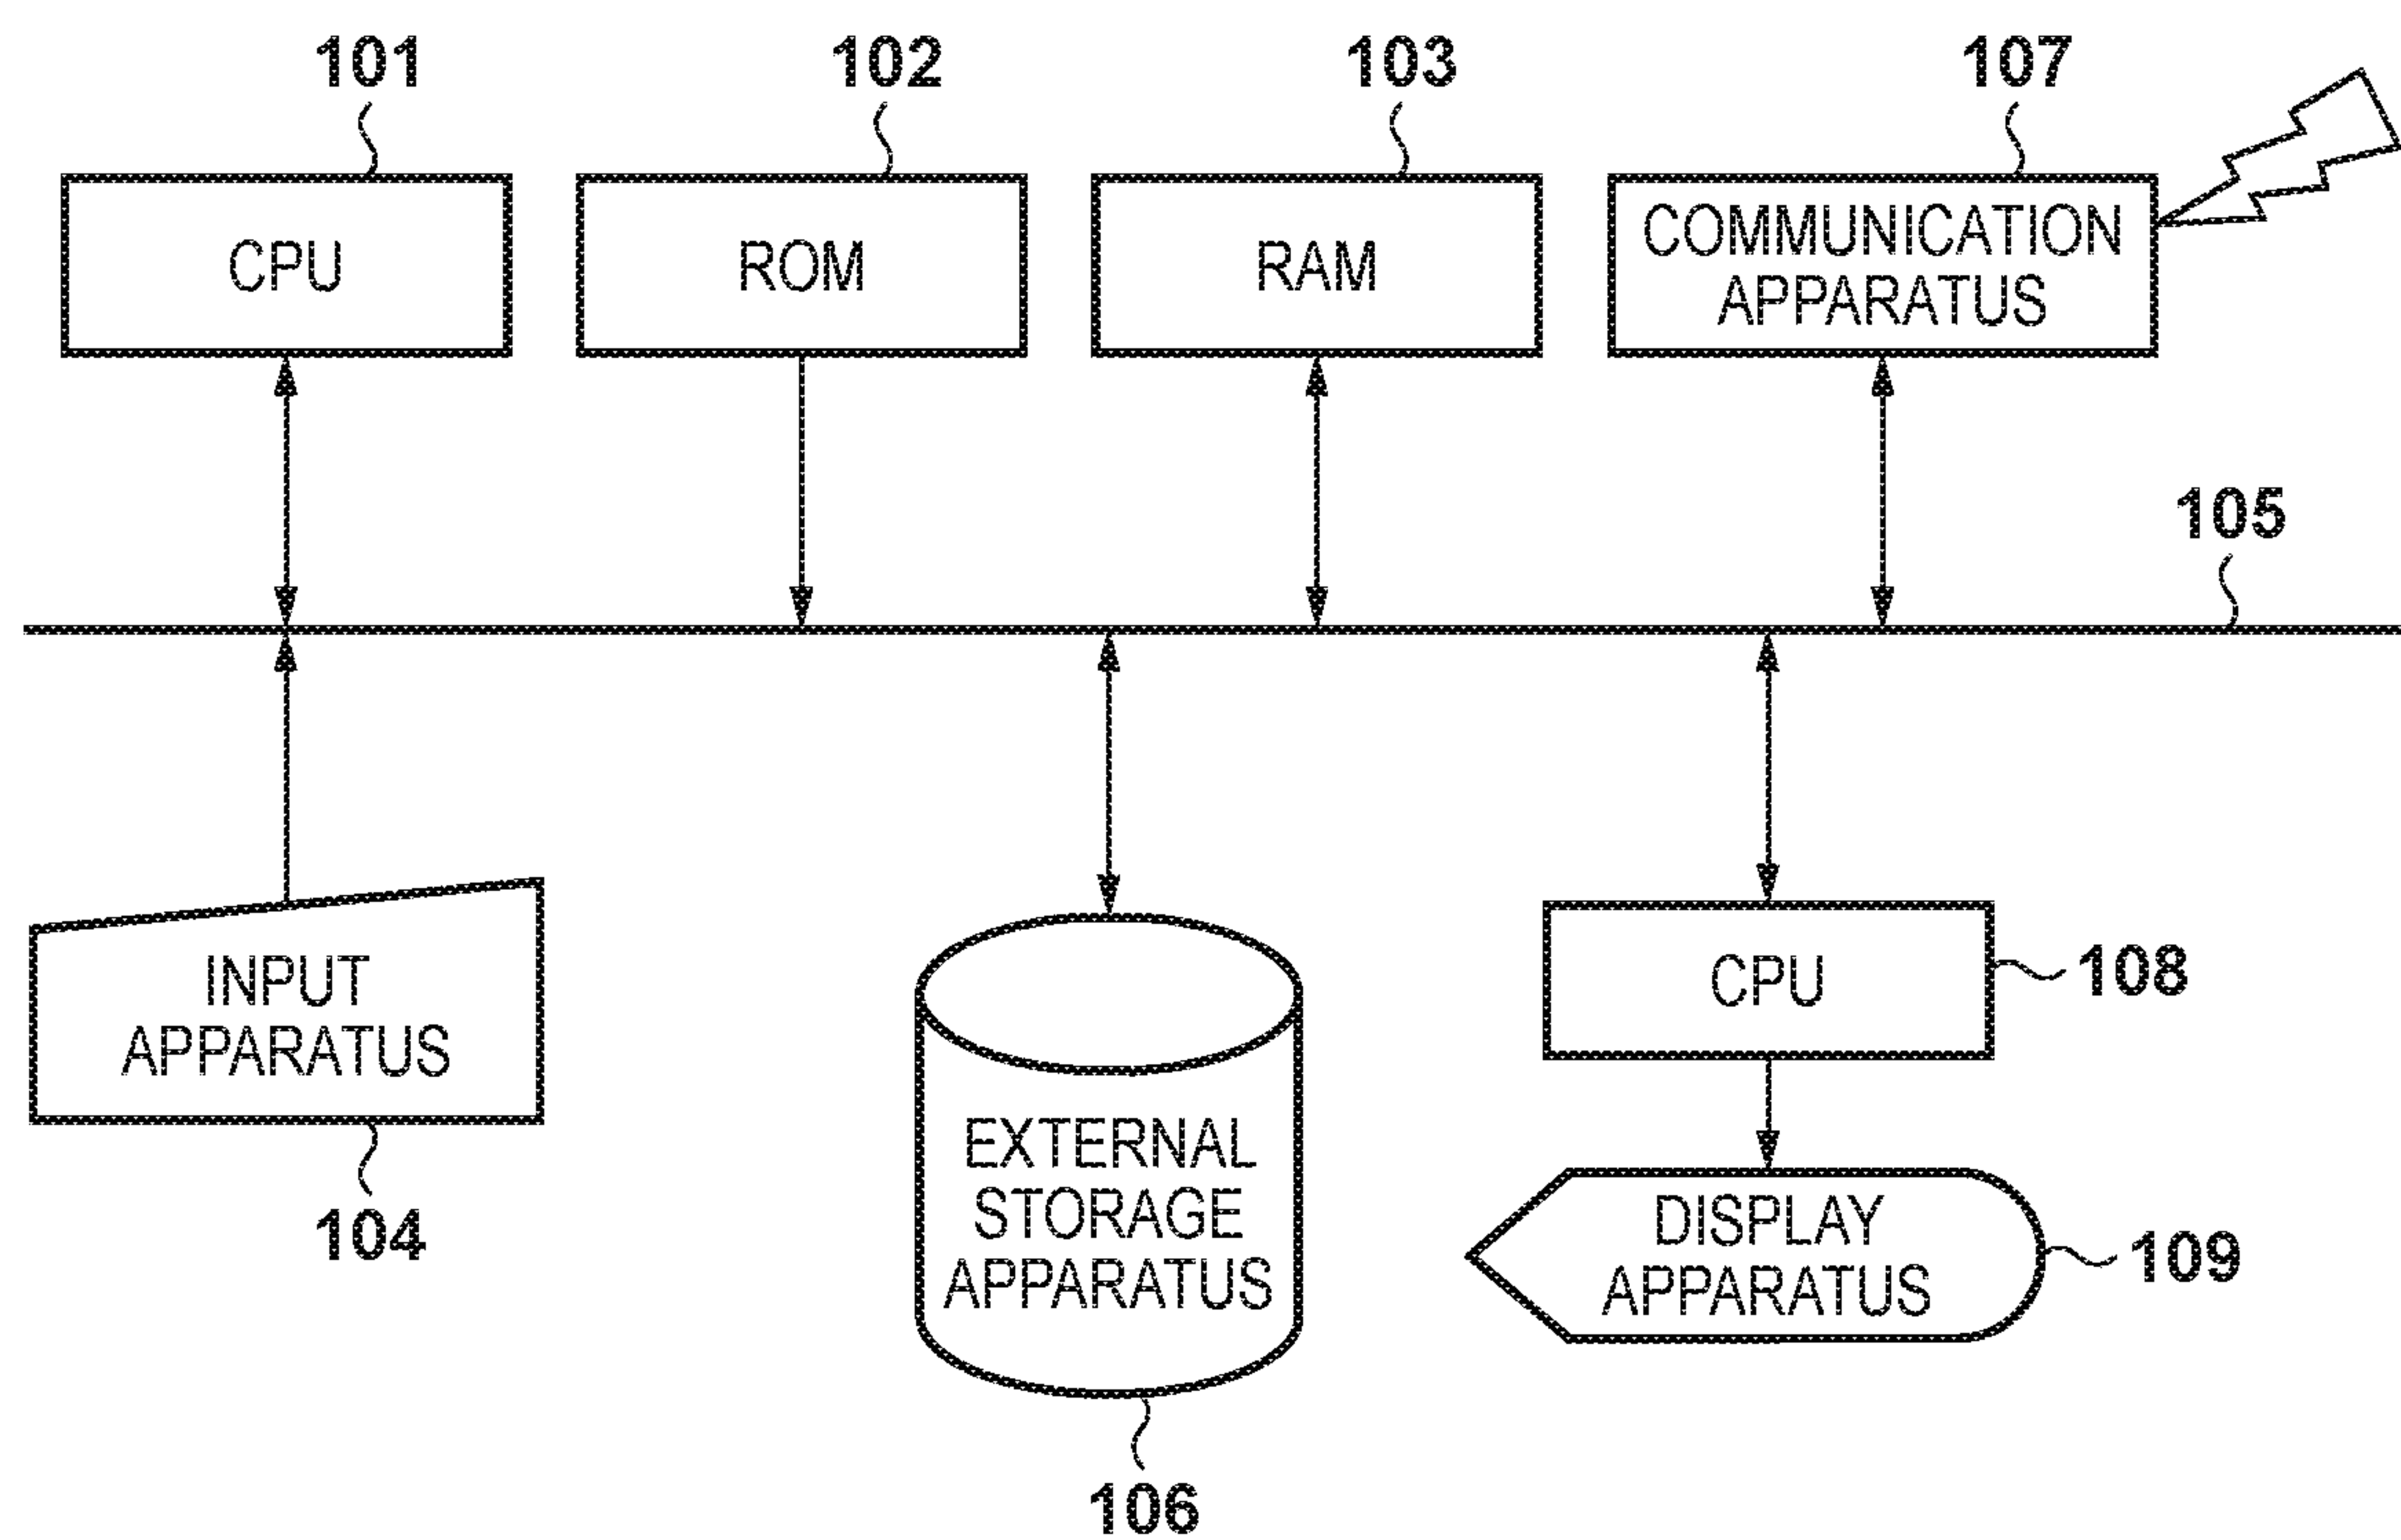 101
102
103
107
CPU
ROM
RAM
COMMUNICATION
APPARATUS
105
INPUT
APPARATUS
104
EXTERNAL
STORAGE
APPARATUS
106
CPU
108
DISPLAY
APPARATUS
109